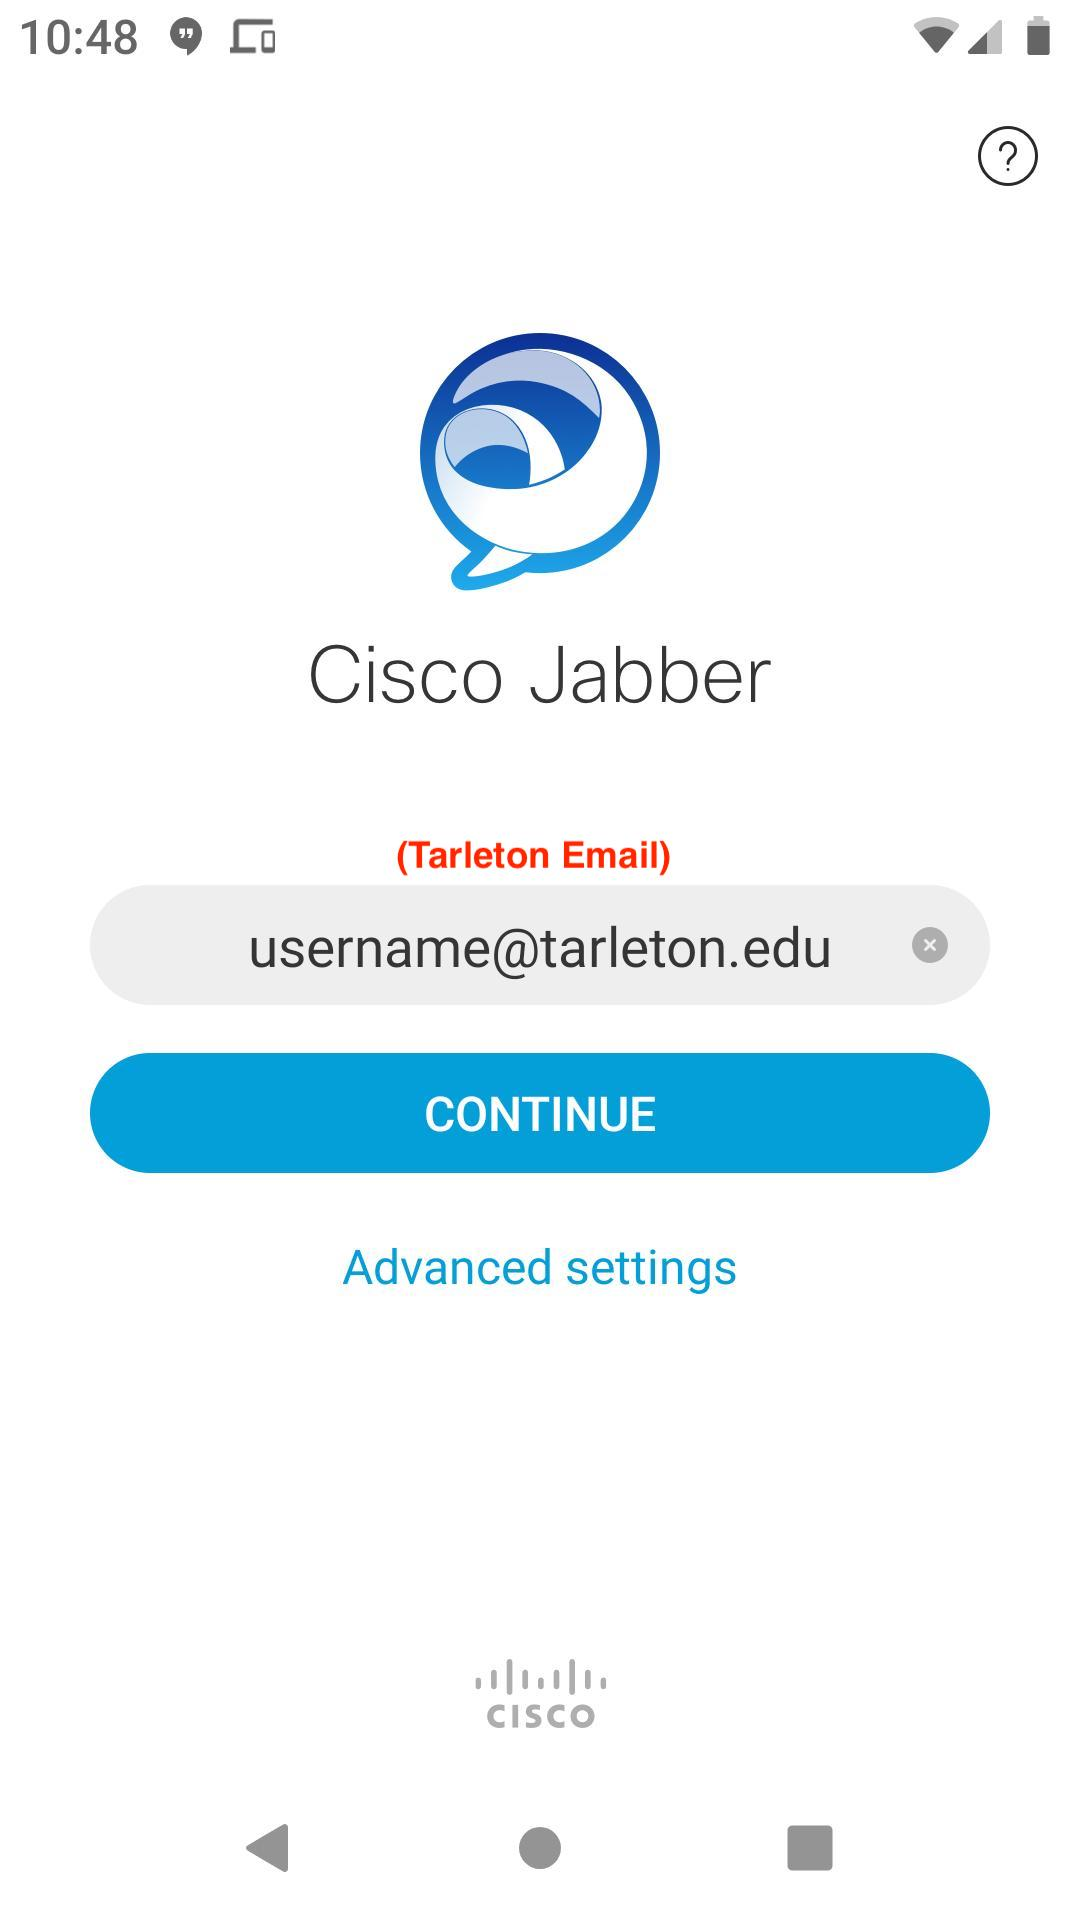 10:48
?
Cisco Jabber
(Tarleton Email)
username@tarleton.edu
CONTINUE
Advanced settings
CISCO